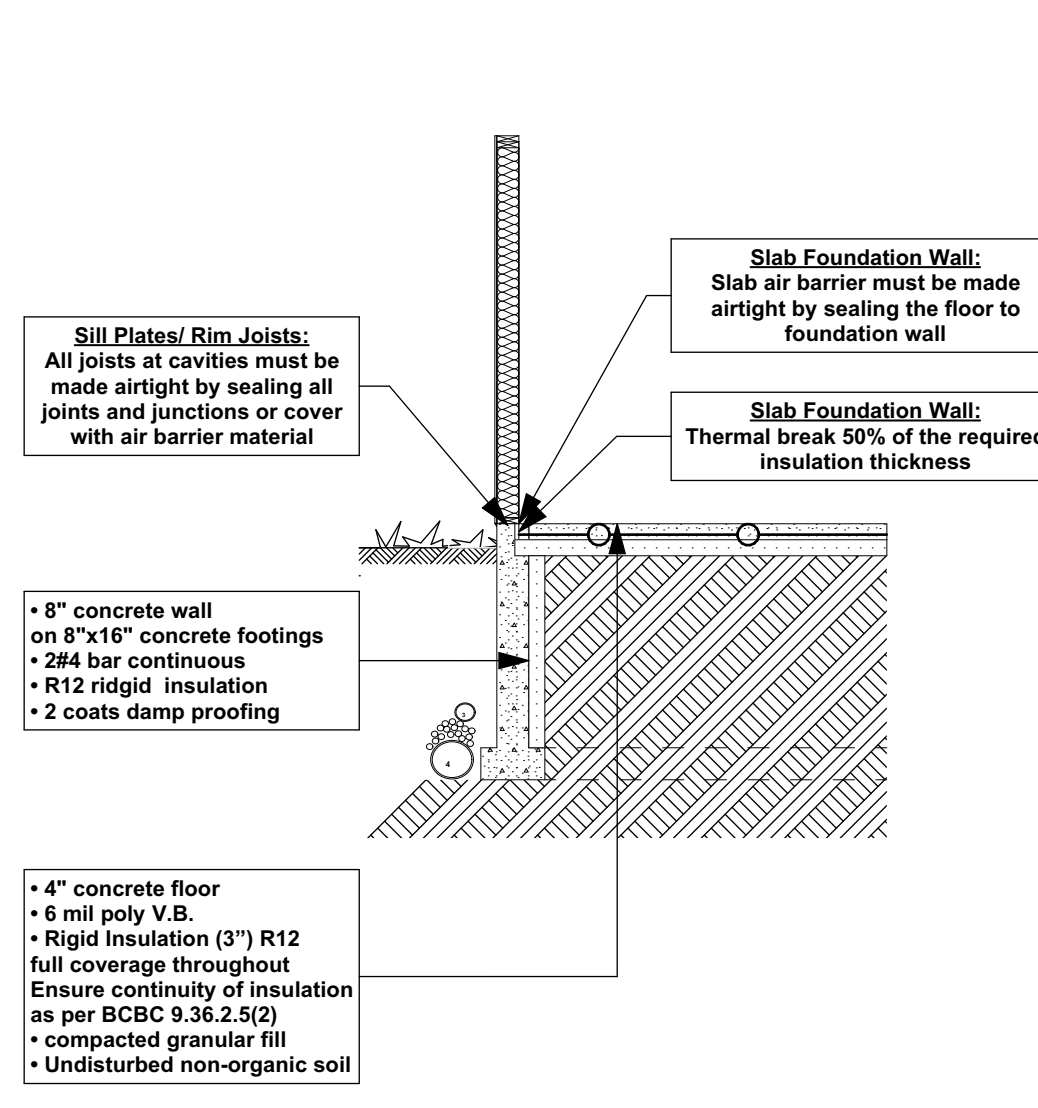 Slab Foundation Wall:
Slab air barrier must be made
airtight by sealing the floor to
foundation wall
Sill Plates/ Rim Joists:
All joists at cavities must be
made airtight by sealing all
joints and junctions or cover
with air barrier material
Slab Foundation Wall:
Thermal break 50% of the required
insulation thickness
• 8" concrete wall
on 8"x16" concrete footings
• 2#4 bar continuous
• R12 ridgid insulation
• 2 coats damp proofing
3
4
• 4" concrete floor
• 6 mil poly V.B.
• Rigid Insulation (3”) R12
full coverage throughout
Ensure continuity of insulation
as per BCBC 9.36.2.5(2)
• compacted granular fill
• Undisturbed non-organic soil